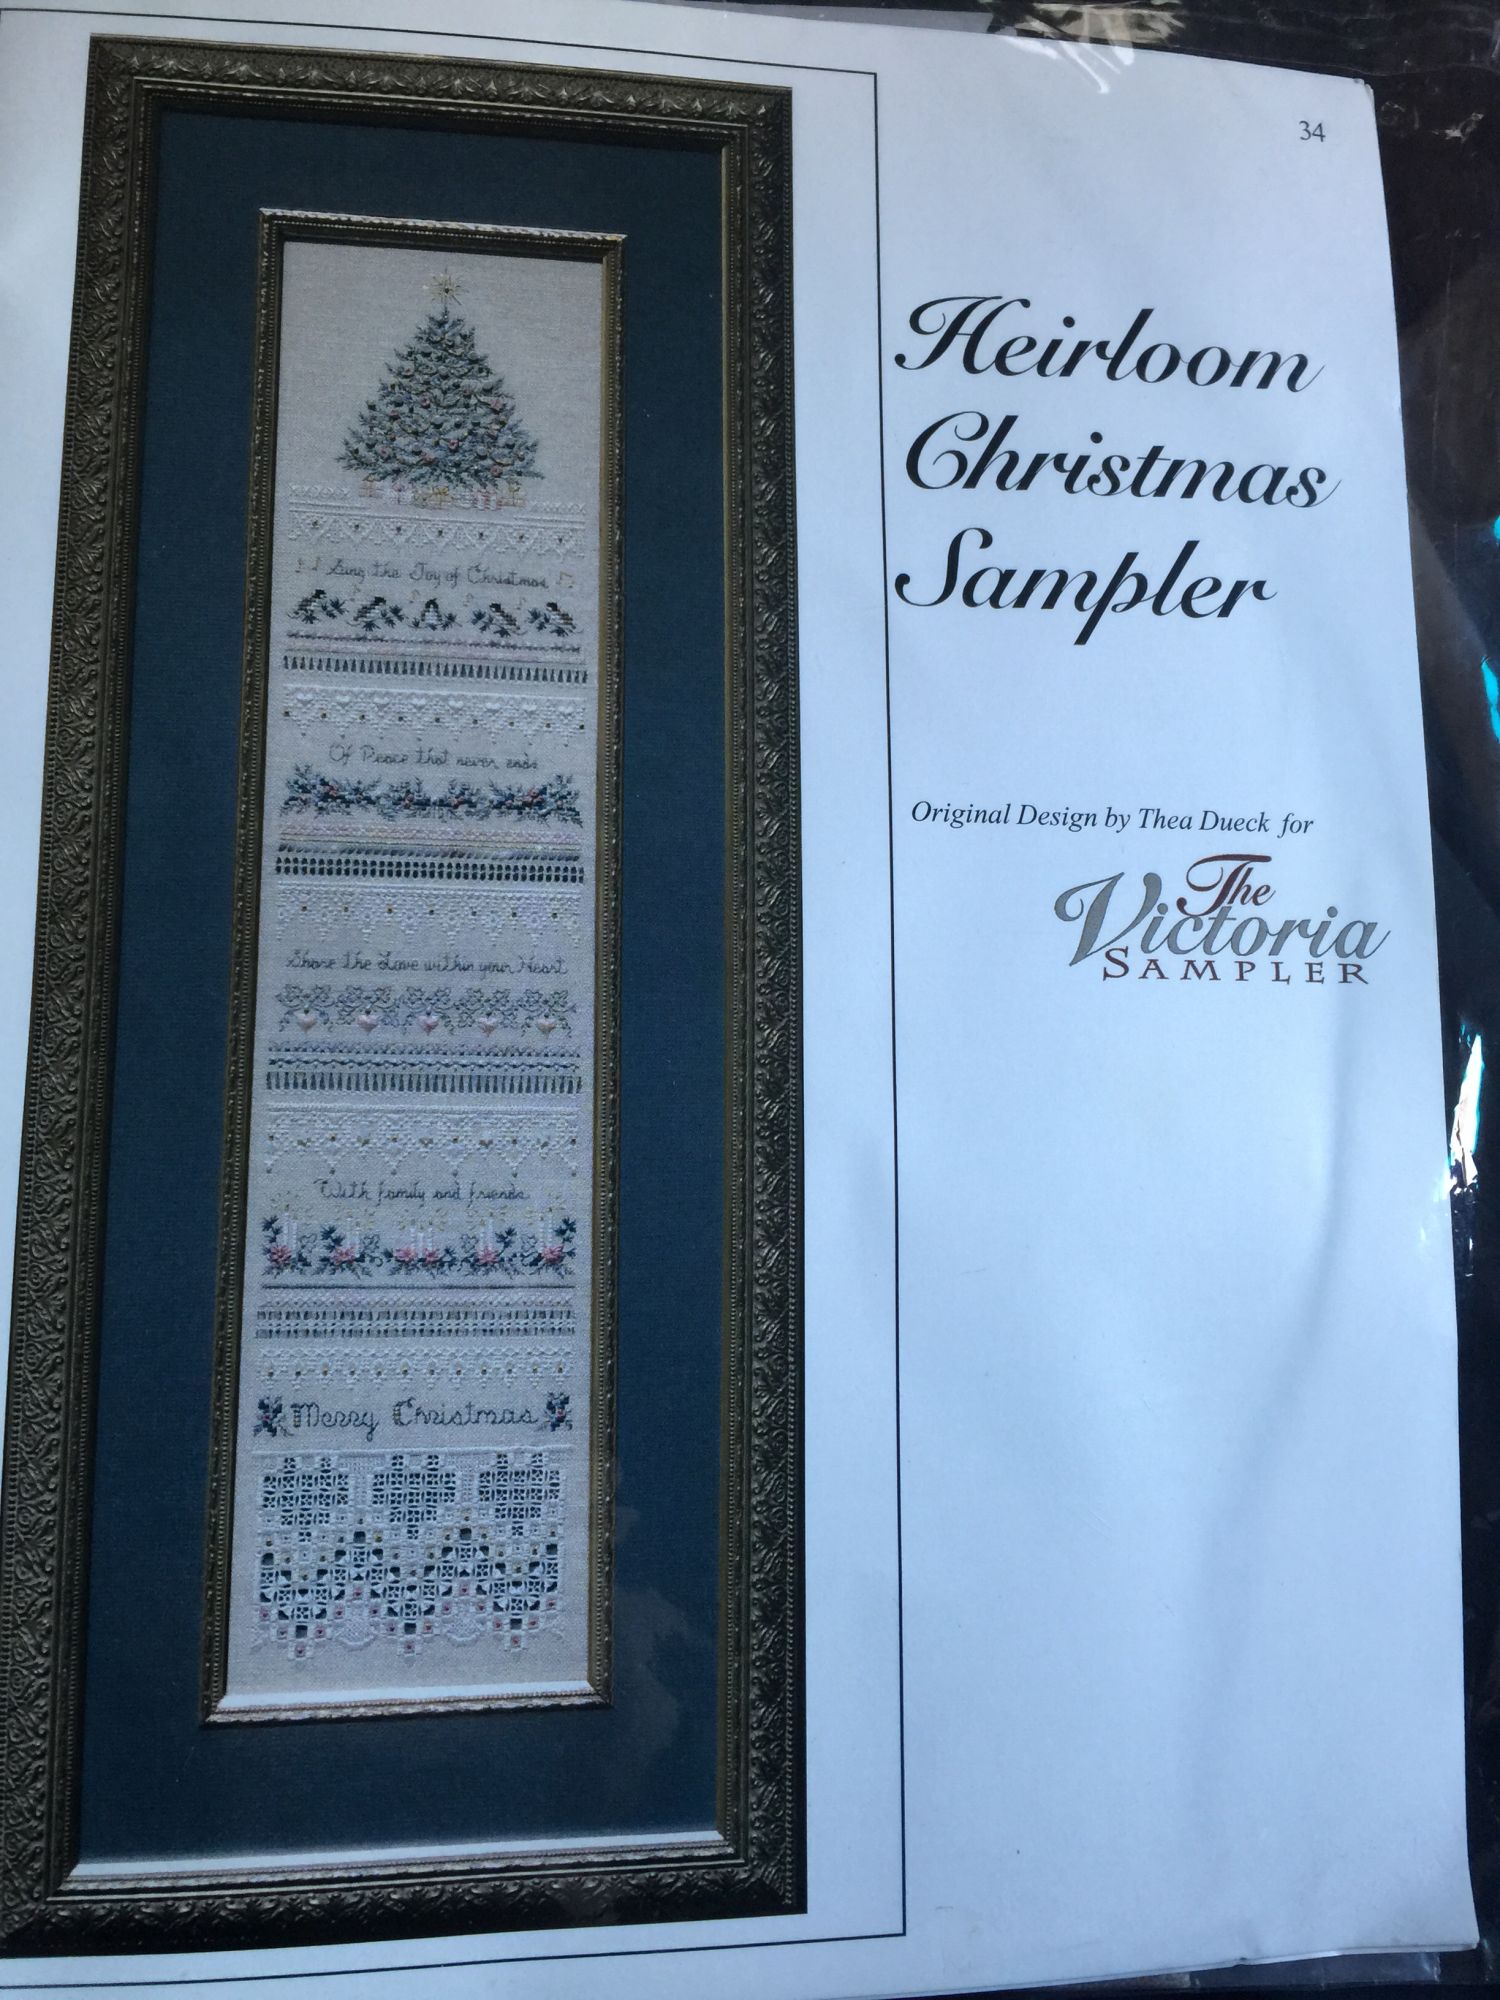 34
Heirloom
Christmas
Sampler
Original Design by Thea Dueck for
The
Victoria
SAMPLER
Sing the Joy of Christmas
Of Peace that never ends
Share the Love within your Heart
With family and friends
Merry Christmas